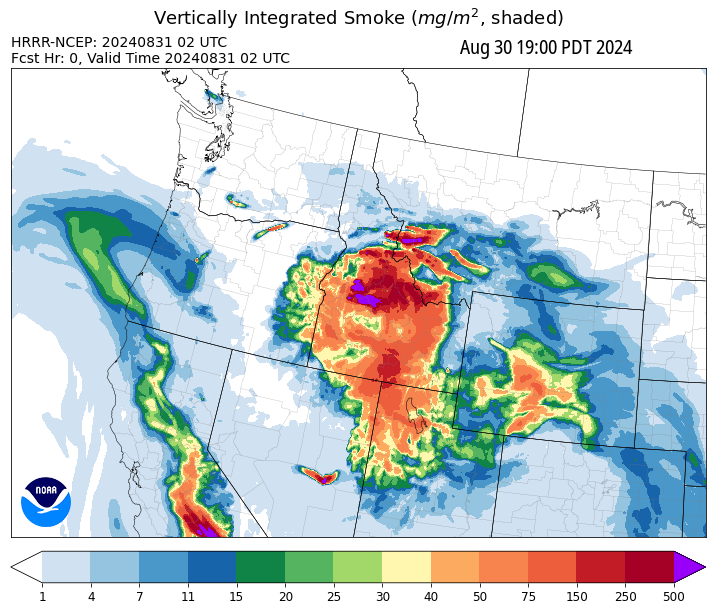 Vertically Integrated Smoke (mg/m², shaded)
HRRR-NCEP: 20240831 02 UTC
Fcst Hr: 0, Valid Time 20240831 02 UTC
Aug 30 19:00 PDT 2024
NOAA
1 4 7 11 15 20 25 30 40 50 75 150 250 500